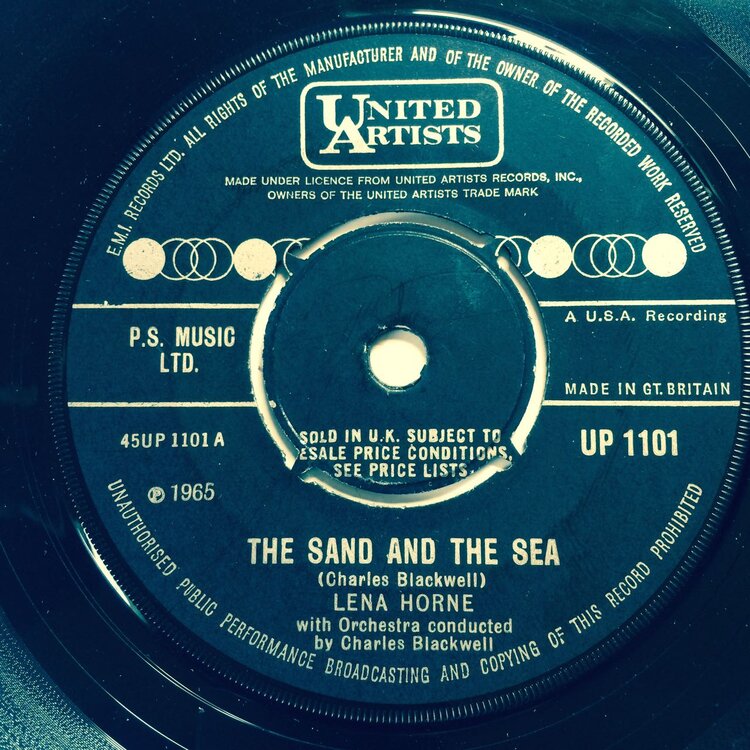 E.M.I. RECORDS LTD. ALL RIGHTS OF THE MANUFACTURER AND OF THE OWNER OF THE RECORDED WORK RESERVED
UNITED
ARTISTS
MADE UNDER LICENCE FROM UNITED ARTISTS RECORDS, INC.,
OWNERS OF THE UNITED ARTISTS TRADE MARK
P.S. MUSIC
LTD.
A U.S.A. Recording
MADE IN GT. BRITAIN
45UP 1101 A
UP 1101
SOLD IN U.K. SUBJECT TO
ESALE PRICE CONDITIONS,
SEE PRICE LISTS
℗ 1965
THE SAND AND THE SEA
(Charles Blackwell)
LENA HORNE
with Orchestra conducted
by Charles Blackwell
UNAUTHORISED PUBLIC PERFORMANCE BROADCASTING AND COPYING OF THIS RECORD PROHIBITED